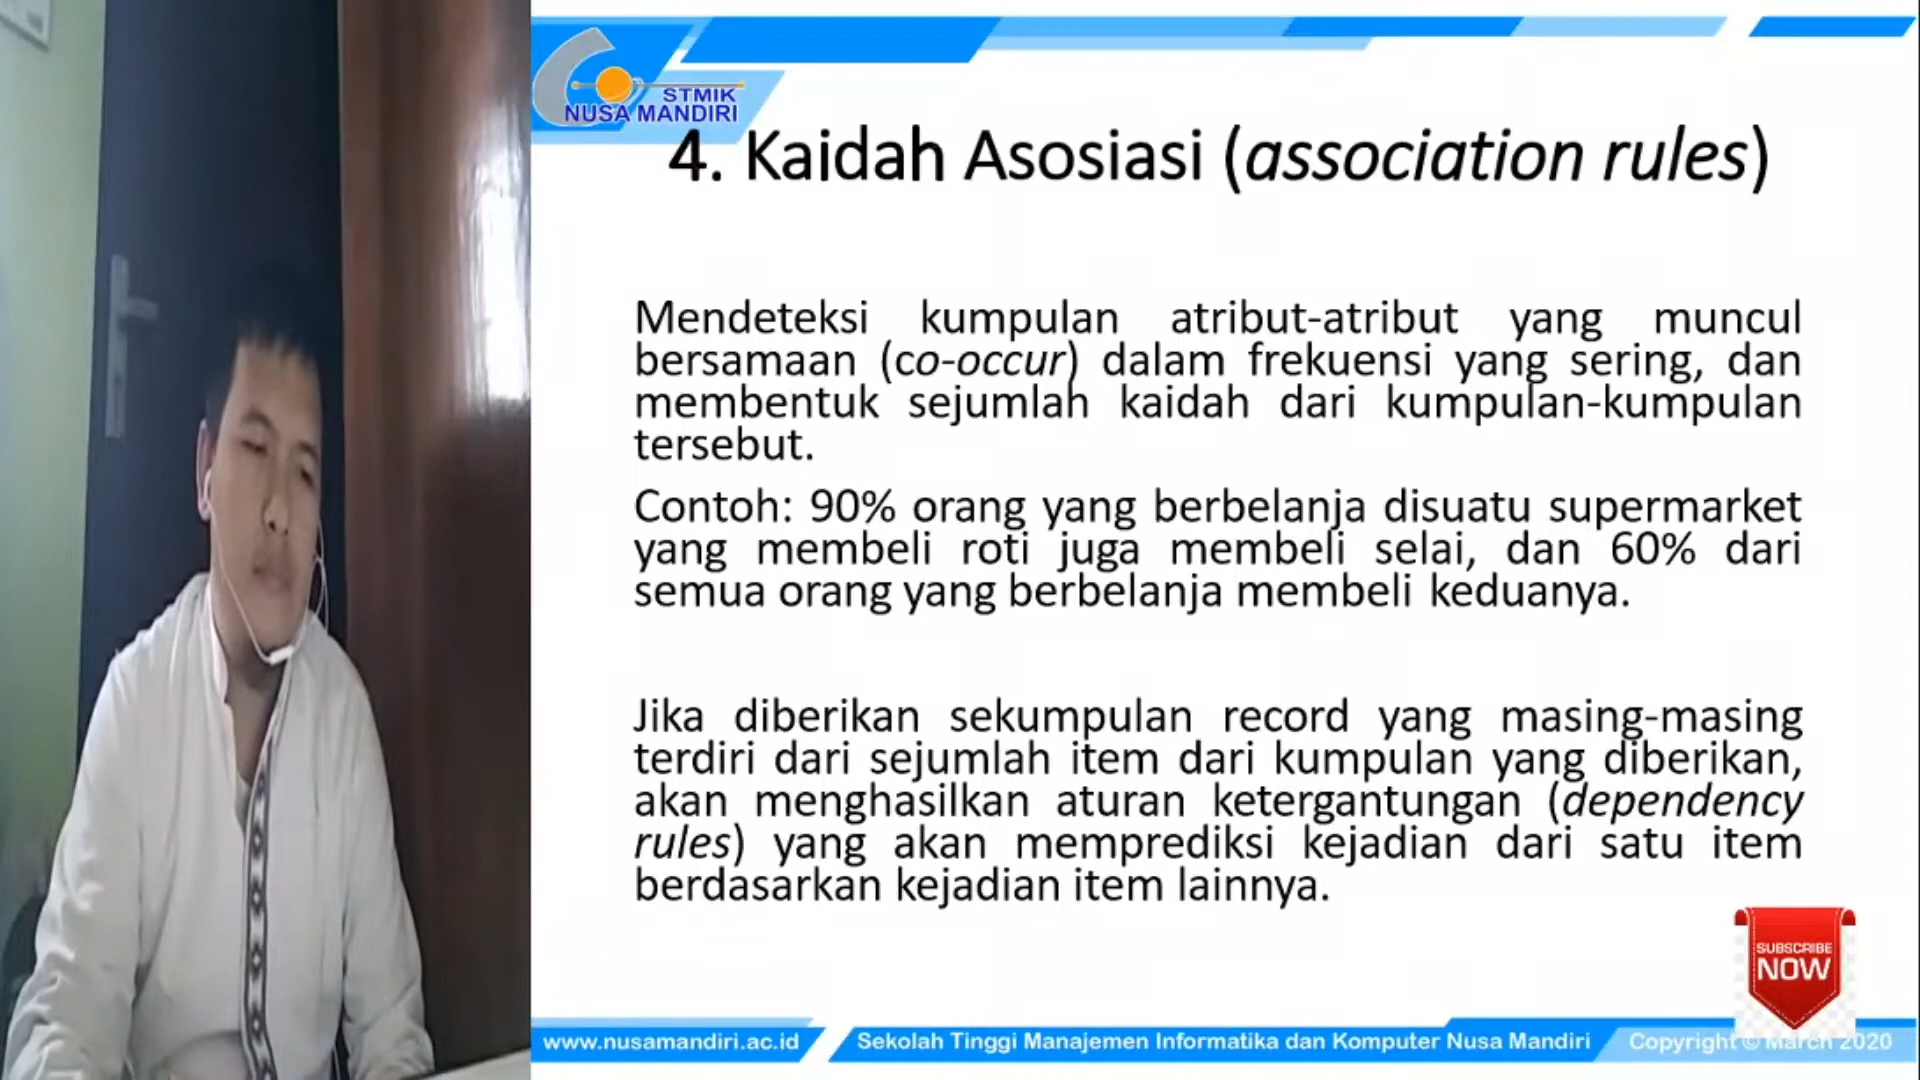 STMIK
NUSA MANDIRI
4. Kaidah Asosiasi (association rules)
Mendeteksi kumpulan atribut-atribut yang muncul
bersamaan (co-occur) dalam frekuensi yang sering, dan
membentuk sejumlah kaidah dari kumpulan-kumpulan
tersebut.
Contoh: 90% orang yang berbelanja disuatu supermarket
yang membeli roti juga membeli selai, dan 60% dari
semua orang yang berbelanja membeli keduanya.
Jika diberikan sekumpulan record yang masing-masing
terdiri dari sejumlah item dari kumpulan yang diberikan,
akan menghasilkan aturan ketergantungan (dependency
rules) yang akan memprediksi kejadian dari satu item
berdasarkan kejadian item lainnya.
SUBSCRIBE
NOW
www.nusamandiri.ac.id
Sekolah Tinggi Manajemen Informatika dan Komputer Nusa Mandiri
Copyright © March 2020